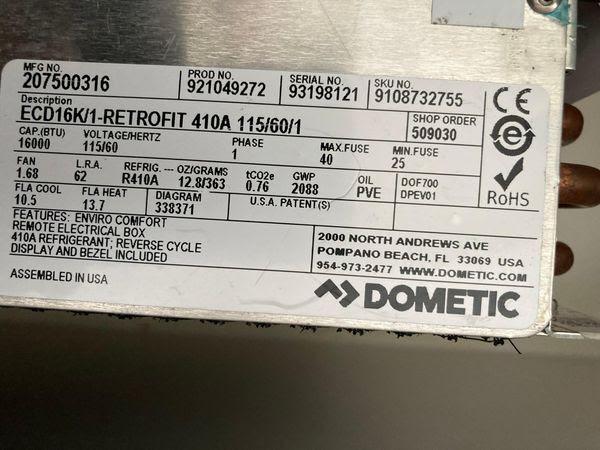 MFG NO. PROD NO. SERIAL NO. SKU NO.
207500316 921049272 93198121 9108732755
Description
ECD16K/1-RETROFIT 410A 115/60/1
SHOP ORDER
509030
CAP.(BTU) VOLTAGE/HERTZ PHASE MAX.FUSE MIN.FUSE
16000 115/60 1 40 25
FAN L.R.A. REFRIG. --- OZ/GRAMS tCO2e GWP OIL DOF700
1.68 62 R410A 12.8/363 0.76 2088 PVE DPEV01
FLA COOL FLA HEAT DIAGRAM U.S.A. PATENT(S)
10.5 13.7 338371
FEATURES: ENVIRO COMFORT
REMOTE ELECTRICAL BOX
410A REFRIGERANT; REVERSE CYCLE
DISPLAY AND BEZEL INCLUDED
2000 NORTH ANDREWS AVE
POMPANO BEACH, FL 33069 USA
954-973-2477 WWW.DOMETIC.COM
ASSEMBLED IN USA
DOMETIC
CE
e
RoHS